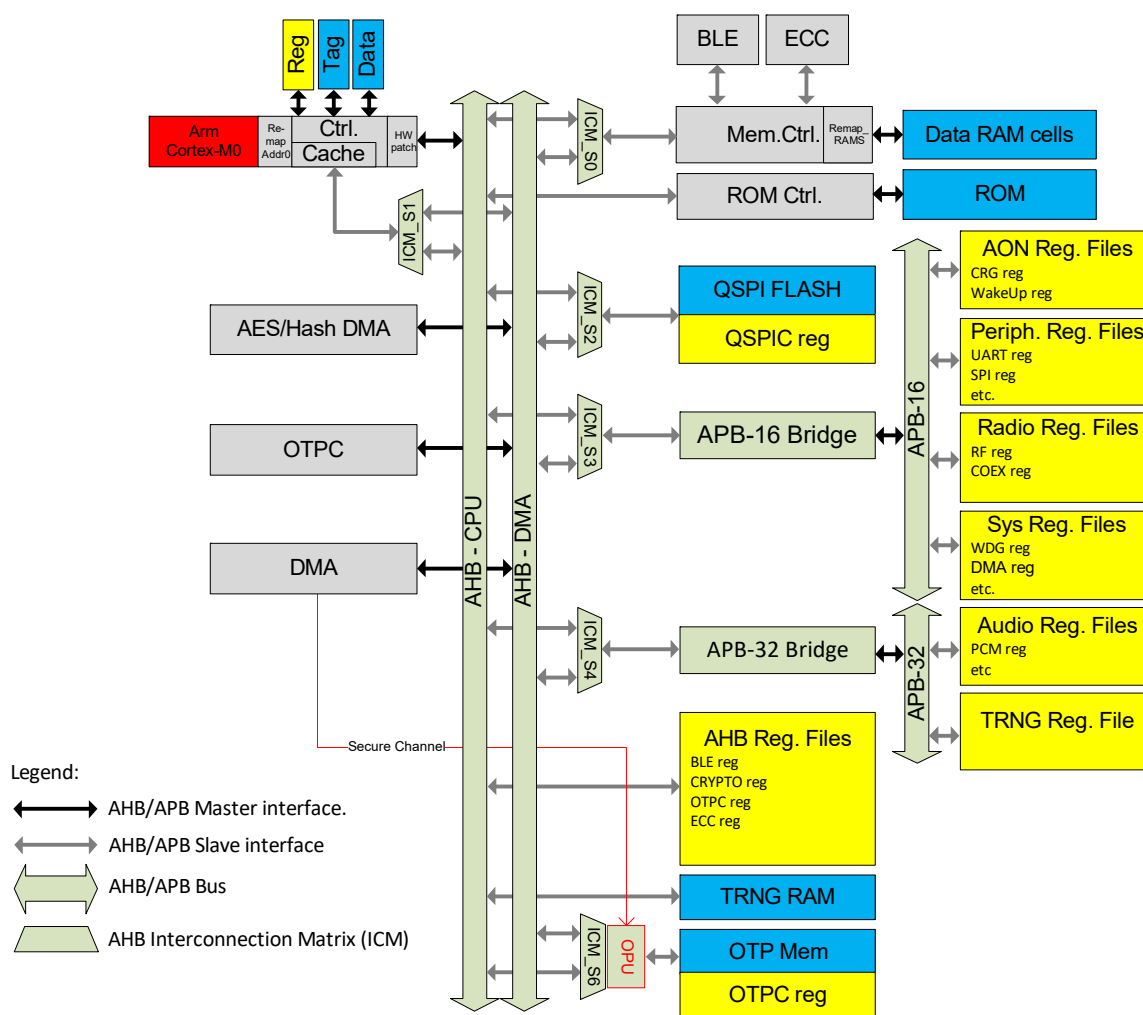 Reg
Tag
Data
BLE
ECC
Arm
Cortex-M0
Re-
map
Addr0
Ctrl.
Cache
HW
patch
ICM_S0
Mem.Ctrl.
Remap_
RAMS
Data RAM cells
ROM Ctrl.
ROM
ICM_S1
AON Reg. Files
CRG reg
WakeUp reg
QSPI FLASH
QSPIC reg
ICM_S2
AES/Hash DMA
Periph. Reg. Files
UART reg
SPI reg
etc.
APB-16
OTPC
ICM_S3
APB-16 Bridge
Radio Reg. Files
RF reg
COEX reg
AHB - CPU
AHB - DMA
DMA
Sys Reg. Files
WDG reg
DMA reg
etc.
ICM_S4
APB-32 Bridge
APB-32
Audio Reg. Files
PCM reg
etc
TRNG Reg. File
Secure Channel
AHB Reg. Files
BLE reg
CRYPTO reg
OTPC reg
ECC reg
Legend:
AHB/APB Master interface.
AHB/APB Slave interface
AHB/APB Bus
AHB Interconnection Matrix (ICM)
TRNG RAM
ICM_S6
OPU
OTP Mem
OTPC reg